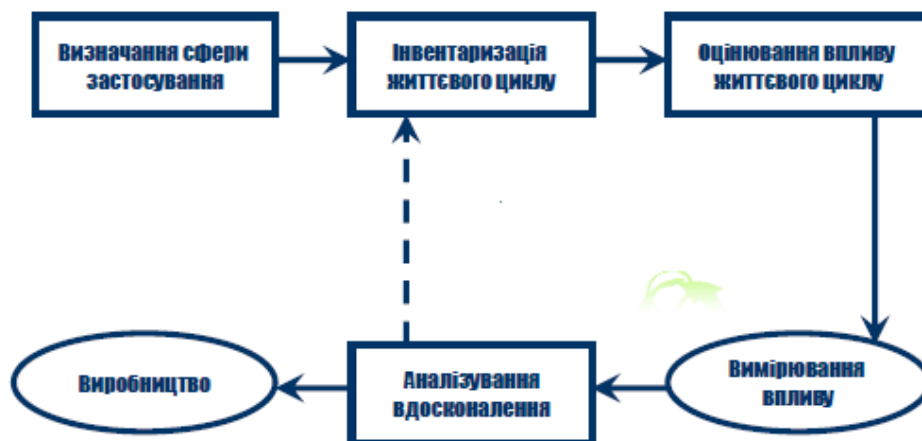 Визначання сфери
застосування
Інвентаризація
життєвого циклу
Оцінювання впливу
життєвого циклу
Виробництво
Аналізування
вдосконалення
Вимірювання
впливу